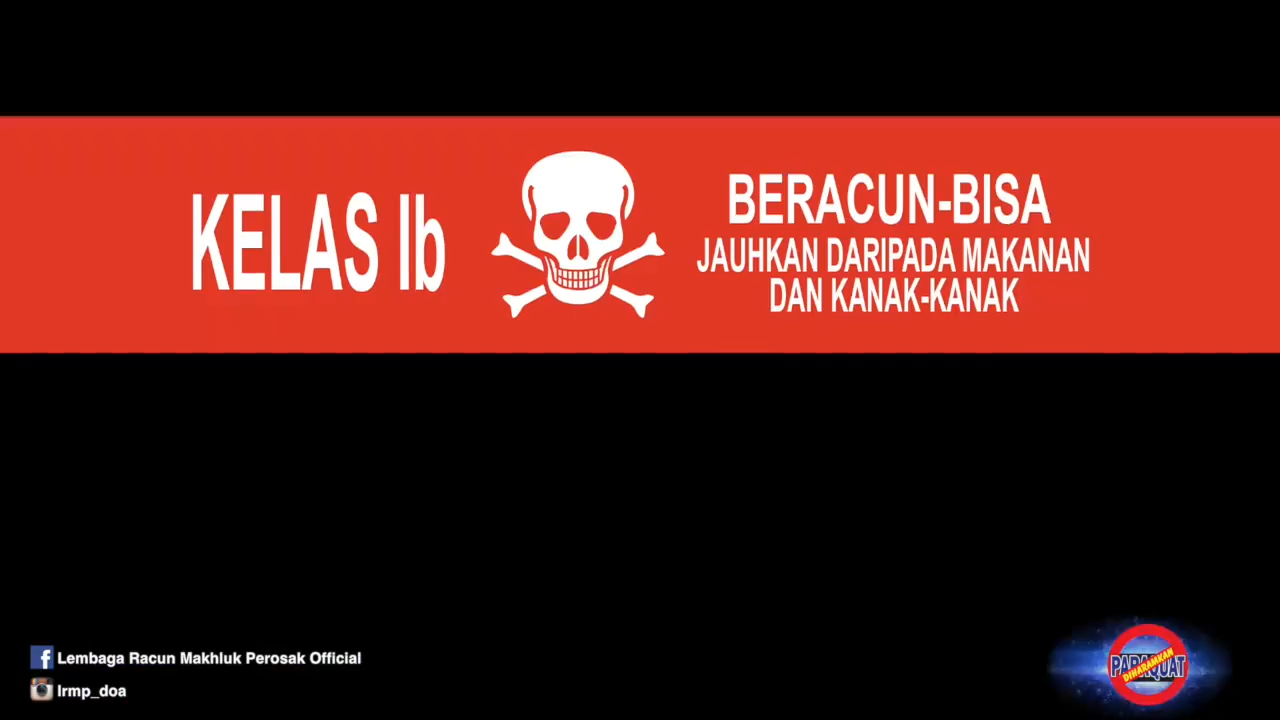 KELAS Ib
BERACUN-BISA
JAUHKAN DARIPADA MAKANAN
DAN KANAK-KANAK
Lembaga Racun Makhluk Perosak Official
lrmp_doa
PARAQUAT
DIHARAMKAN